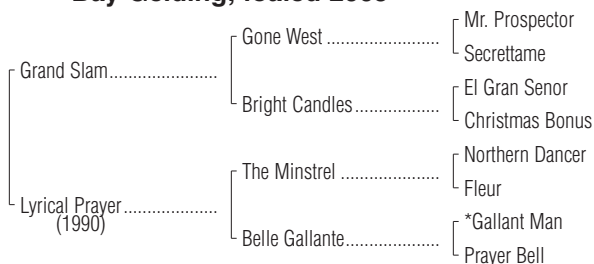 Bay Gelding; foaled
Mr. Prospector
Gone West
Secrettame
Grand Slam
El Gran Senor
Bright Candles
Christmas Bonus
Northern Dancer
The Minstrel
Fleur
Lyrical Prayer
(1990)
*Gallant Man
Belle Gallante
Prayer Bell